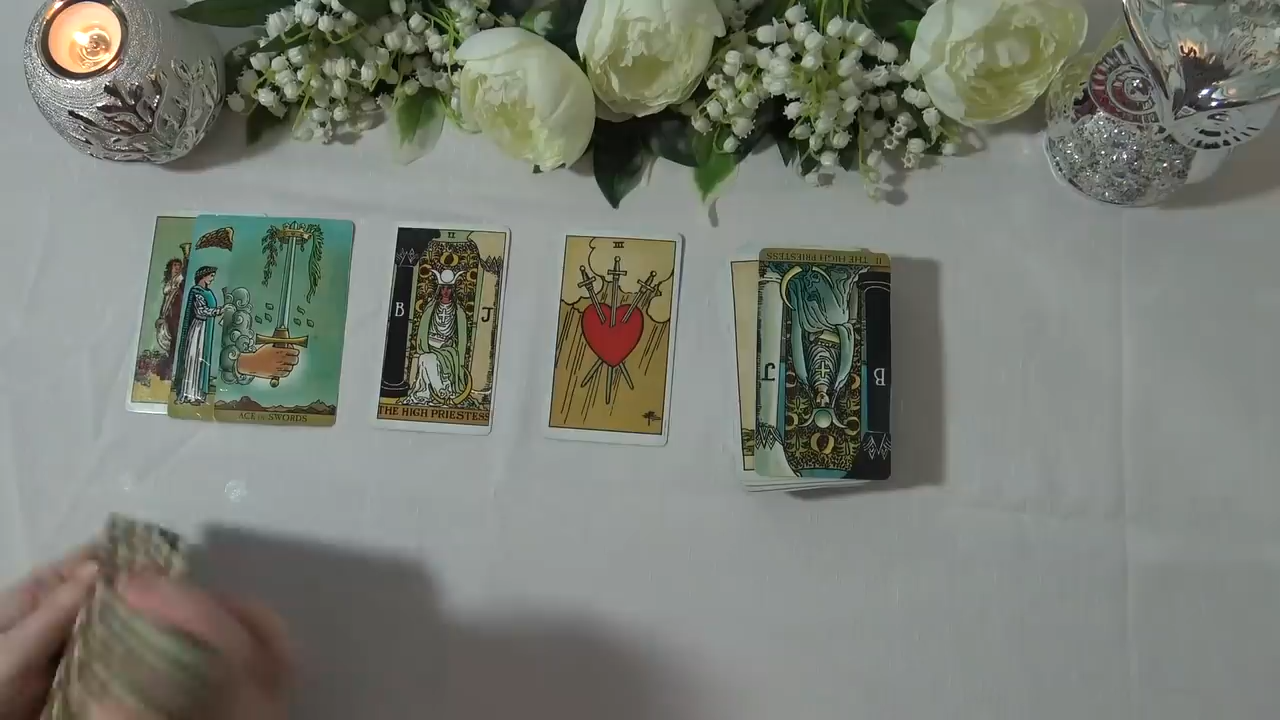 ACE OF SWORDS
II
B
J
THE HIGH PRIESTESS
III
II THE HIGH PRIESTESS
J
B